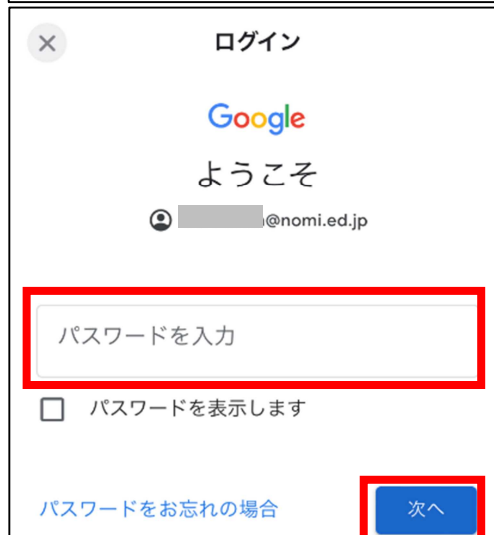 ログイン
Google
ようこそ
@nomi.ed.jp
パスワードを入力
パスワードを表示します
パスワードをお忘れの場合
次へ